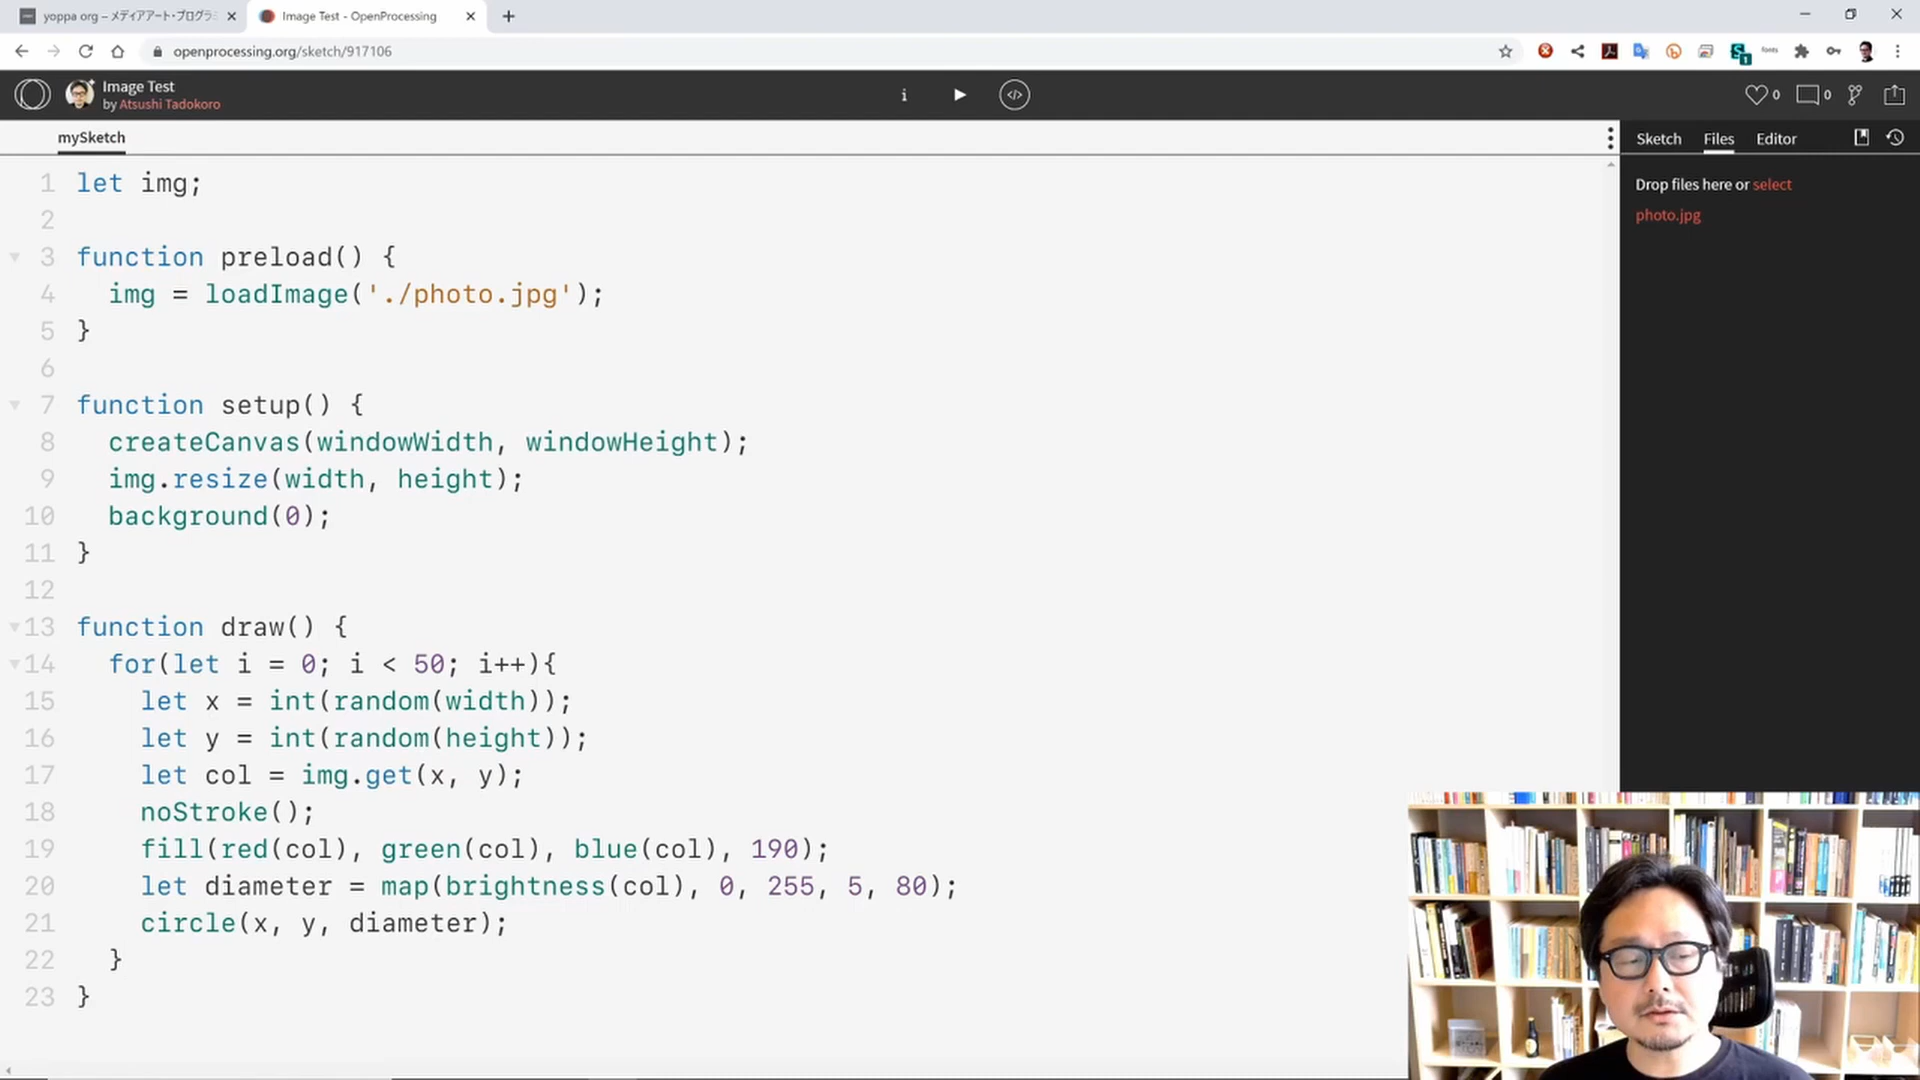 yoppa org – メディアアート・プログラミ
Image Test - OpenProcessing
openprocessing.org/sketch/917106
fonts
1
Image Test
by Atsushi Tadokoro
i
0
0
mySketch
Sketch
Files
Editor
Drop files here or select
photo.jpg
1 let img;
2
3 function preload() {
4 img = loadImage('./photo.jpg');
5 }
6
7 function setup() {
8 createCanvas(windowWidth, windowHeight);
9 img.resize(width, height);
10 background(0);
11 }
12
13 function draw() {
14 for(let i = 0; i < 50; i++){
15 let x = int(random(width));
16 let y = int(random(height));
17 let col = img.get(x, y);
18 noStroke();
19 fill(red(col), green(col), blue(col), 190);
20 let diameter = map(brightness(col), 0, 255, 5, 80);
21 circle(x, y, diameter);
22 }
23 }